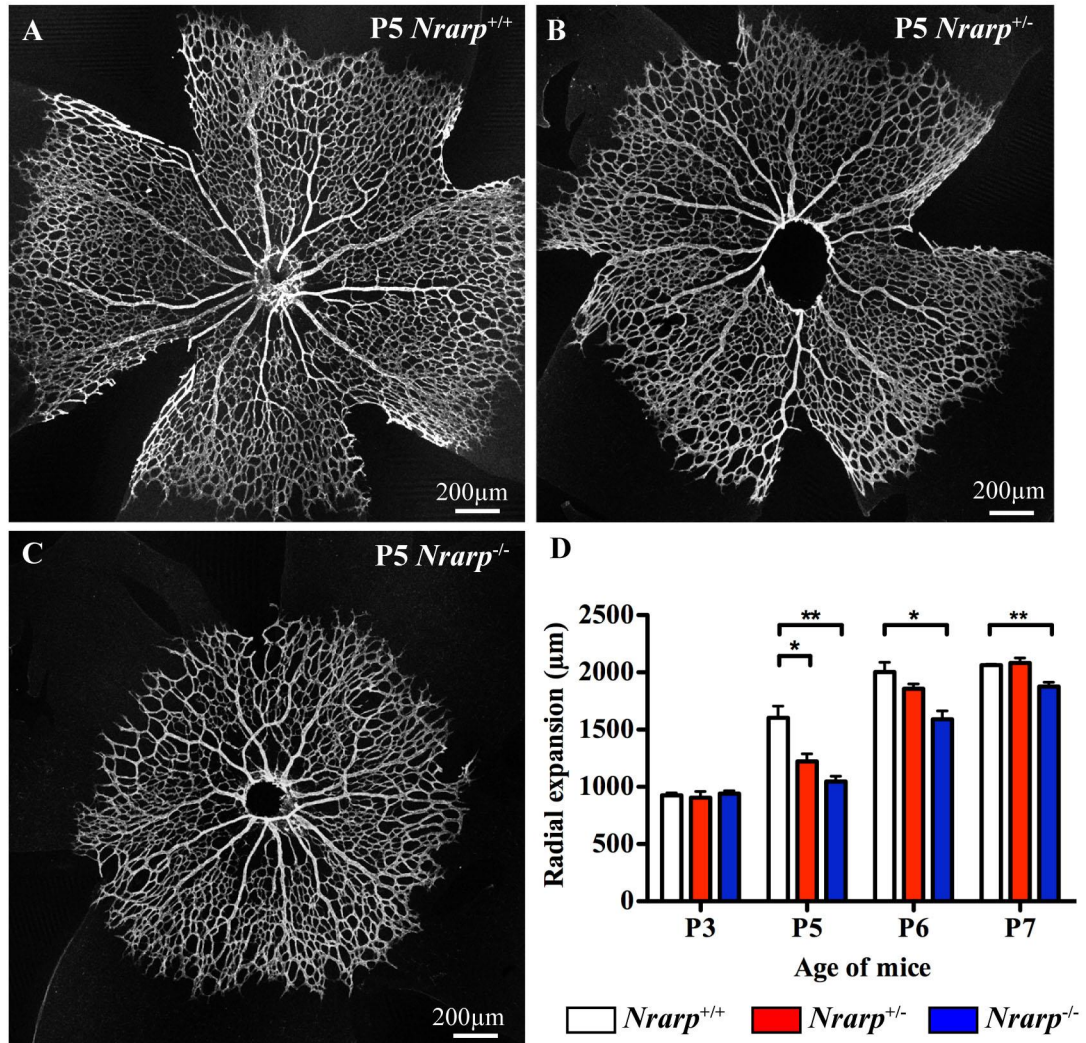 A
P5 Nrarp+/+
200µm
B
P5 Nrarp+/-
200µm
C
P5 Nrarp-/-
200µm
D
Radial expansion (µm)
2500
2000
1500
1000
500
0
**
*
*
**
P3
P5
P6
P7
Age of mice
Nrarp+/+
Nrarp+/-
Nrarp-/-